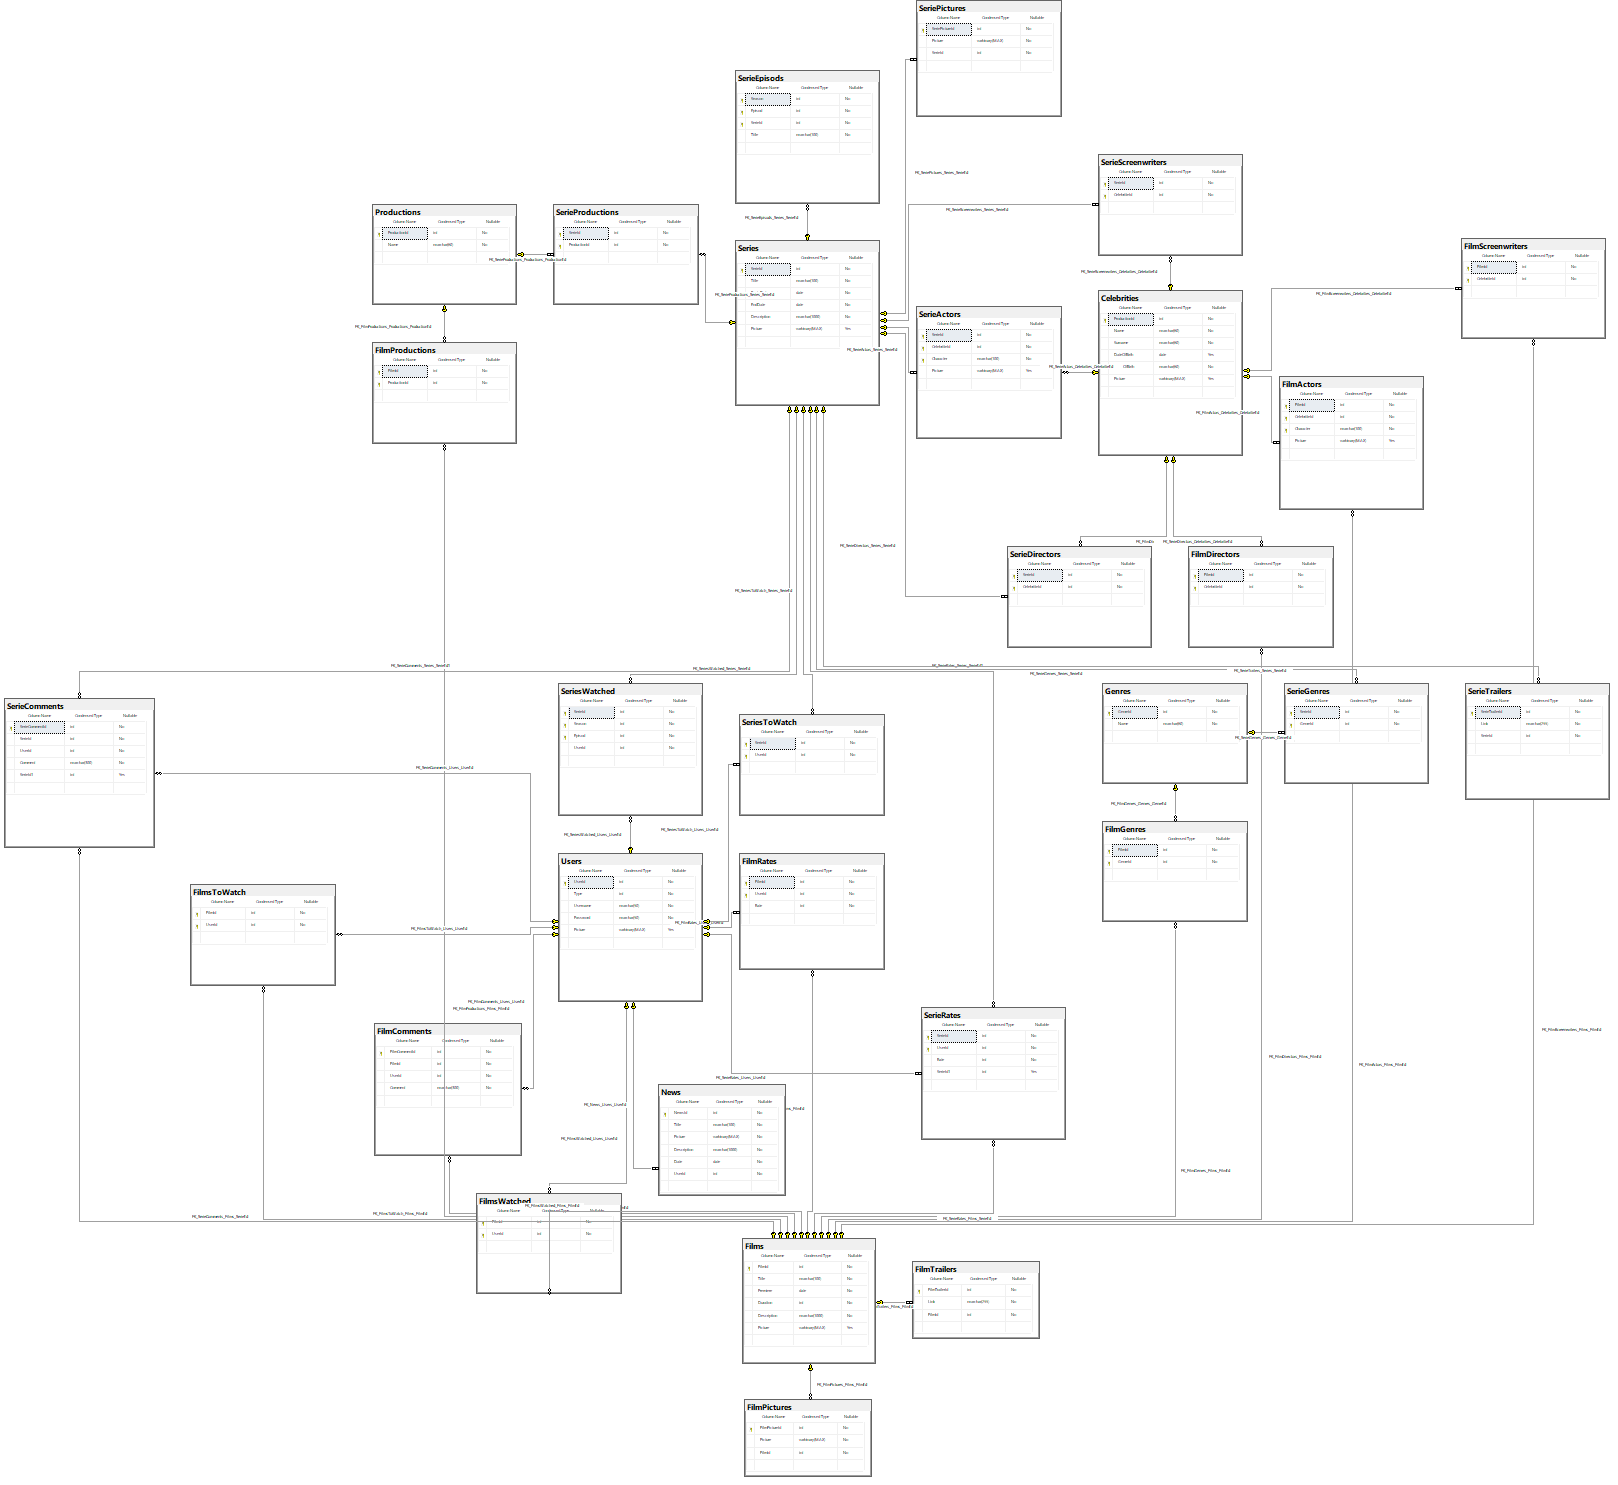 SeriePictures
Column Name Condensed Type Nullable
SeriePictureId int No
Picture varbinary(MAX) No
SerieId int No
SerieEpisods
Column Name Condensed Type Nullable
Season int No
Episod int No
SerieId int No
Title nvarchar(100) No
FK_SeriePictures_Series_SerieId
SerieScreenwriters
Column Name Condensed Type Nullable
SerieId int No
CelebritieId int No
FK_SerieScreenwriters_Series_SerieId
FK_SerieEpisods_Series_SerieId
Productions
Column Name Condensed Type Nullable
ProductionId int No
Name nvarchar(60) No
SerieProductions
Column Name Condensed Type Nullable
SerieId int No
ProductionId int No
FK_SerieProductions_Productions_ProductionId
Series
Column Name Condensed Type Nullable
SerieId int No
Title nvarchar(100) No
FK_SerieProductions_Series_SerieId
date No
EndDate date No
Description nvarchar(1000) No
Picture varbinary(MAX) Yes
FilmScreenwriters
Column Name Condensed Type Nullable
FilmId int No
CelebritieId int No
FK_SerieScreenwriters_Celebrities_CelebritieId
FK_FilmScreenwriters_Celebrities_CelebritieId
Celebrities
Column Name Condensed Type Nullable
ProductionId int No
Name nvarchar(60) No
Surname nvarchar(60) No
DateOfBirth date Yes
OfBirth nvarchar(60) No
Picture varbinary(MAX) Yes
SerieActors
Column Name Condensed Type Nullable
SerieId int No
CelebritieId int No
Character nvarchar(100) No
Picture varbinary(MAX) Yes
FK_SerieActors_Series_SerieId
FK_SerieActors_Celebrities_CelebritieId
FK_FilmProductions_Productions_ProductionId
FilmProductions
Column Name Condensed Type Nullable
FilmId int No
ProductionId int No
FilmActors
Column Name Condensed Type Nullable
FilmId int No
CelebritieId int No
Character nvarchar(100) No
Picture varbinary(MAX) Yes
FK_FilmActors_Celebrities_CelebritieId
FK_SerieDirectors_Series_SerieId
FK_SerieDirectors_Celebrities_CelebritieId
SerieDirectors
Column Name Condensed Type Nullable
SerieId int No
CelebritieId int No
FilmDirectors
Column Name Condensed Type Nullable
FilmId int No
CelebritieId int No
FK_SeriesToWatch_Series_SerieId
FK_SerieComments_Series_SerieId1
FK_SeriesWatched_Series_SerieId
FK_SerieRates_Series_SerieId1
FK_SerieGenres_Series_SerieId
FK_SerieTrailers_Series_SerieId
SerieComments
Column Name Condensed Type Nullable
SerieCommentId int No
SerieId int No
UserId int No
Comment nvarchar(800) No
SerieId1 int Yes
SeriesWatched
Column Name Condensed Type Nullable
SerieId int No
Season int No
Episod int No
UserId int No
SeriesToWatch
Column Name Condensed Type Nullable
SerieId int No
UserId int No
Genres
Column Name Condensed Type Nullable
GenreId int No
Name nvarchar(60) No
SerieGenres
Column Name Condensed Type Nullable
SerieId int No
GenreId int No
FK_SerieGenres_Genres_GenreId
SerieTrailers
Column Name Condensed Type Nullable
SerieTrailerId int No
Link No
SerieId int No
FK_SerieComments_Users_UserId
FK_FilmGenres_Genres_GenreId
FK_SeriesWatched_Users_UserId
FK_SeriesToWatch_Users_UserId
FilmGenres
Column Name Condensed Type Nullable
FilmId int No
GenreId int No
Users
Column Name Condensed Type Nullable
UserId int No
Type int No
Username nvarchar(60) No
Password nvarchar(60) No
Picture varbinary(MAX) Yes
FilmRates
Column Name Condensed Type Nullable
FilmId int No
UserId int No
Rate int No
FilmsToWatch
Column Name Condensed Type Nullable
FilmId int No
UserId int No
FK_FilmsToWatch_Users_UserId
FK_FilmComments_Users_UserId
FK_FilmProductions_Films_FilmId
FilmComments
Column Name Condensed Type Nullable
FilmCommentId int No
FilmId int No
UserId int No
Comment nvarchar(800) No
SerieRates
Column Name Condensed Type Nullable
SerieId int No
UserId int No
Rate int No
SerieId1 int Yes
FK_SerieRates_Users_UserId
FK_FilmScreenwriters_Films_FilmId
FK_FilmDirectors_Films_FilmId
FK_FilmActors_Films_FilmId
News
Column Name Condensed Type Nullable
NewsId int No
Title nvarchar(100) No
Picture varbinary(MAX) No
Description nvarchar(1000) No
Date date No
UserId int No
FK_News_Users_UserId
FK_FilmsWatched_Users_UserId
FK_FilmGenres_Films_FilmId
FilmsWatched
Column Name Condensed Type Nullable
FilmId int No
UserId int No
FK_FilmsWatched_Films_FilmId
FK_SerieComments_Films_SerieId
FK_FilmsToWatch_Films_FilmId
FK_SerieRates_Films_SerieId
Films
Column Name Condensed Type Nullable
FilmId int No
Title nvarchar(100) No
Premiere date No
Duration int No
Description nvarchar(1000) No
Picture varbinary(MAX) Yes
FilmTrailers
Column Name Condensed Type Nullable
FilmTrailerId int No
Link No
FilmId int No
FK_FilmPictures_Films_FilmId
FilmPictures
Column Name Condensed Type Nullable
FilmPictureId int No
Picture varbinary(MAX) No
FilmId int No